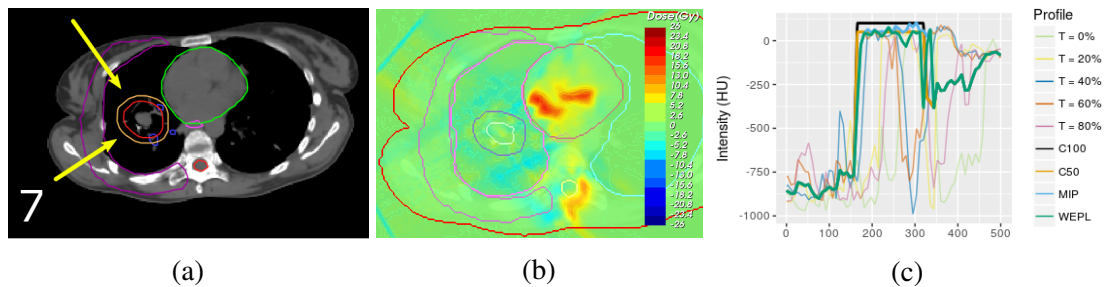 7
Dose(Gy)
26
23.4
20.8
18.2
15.6
13.0
10.4
7.8
5.2
2.6
0
-2.6
-5.2
-7.8
-10.4
-13.0
-15.6
-18.2
-20.8
-23.4
-26
Intensity (HU)
0
-250
-500
-750
-1000
0 100 200 300 400 500
Profile
T = 0%
T = 20%
T = 40%
T = 60%
T = 80%
C100
C50
MIP
WEPL
(a) (b) (c)